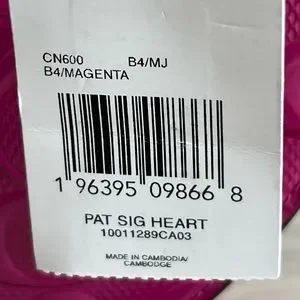 CN600 B4/MJ
B4/MAGENTA
1 96395 09866 8
PAT SIG HEART
10011289CA03
MADE IN CAMBODIA/
CAMBODGE